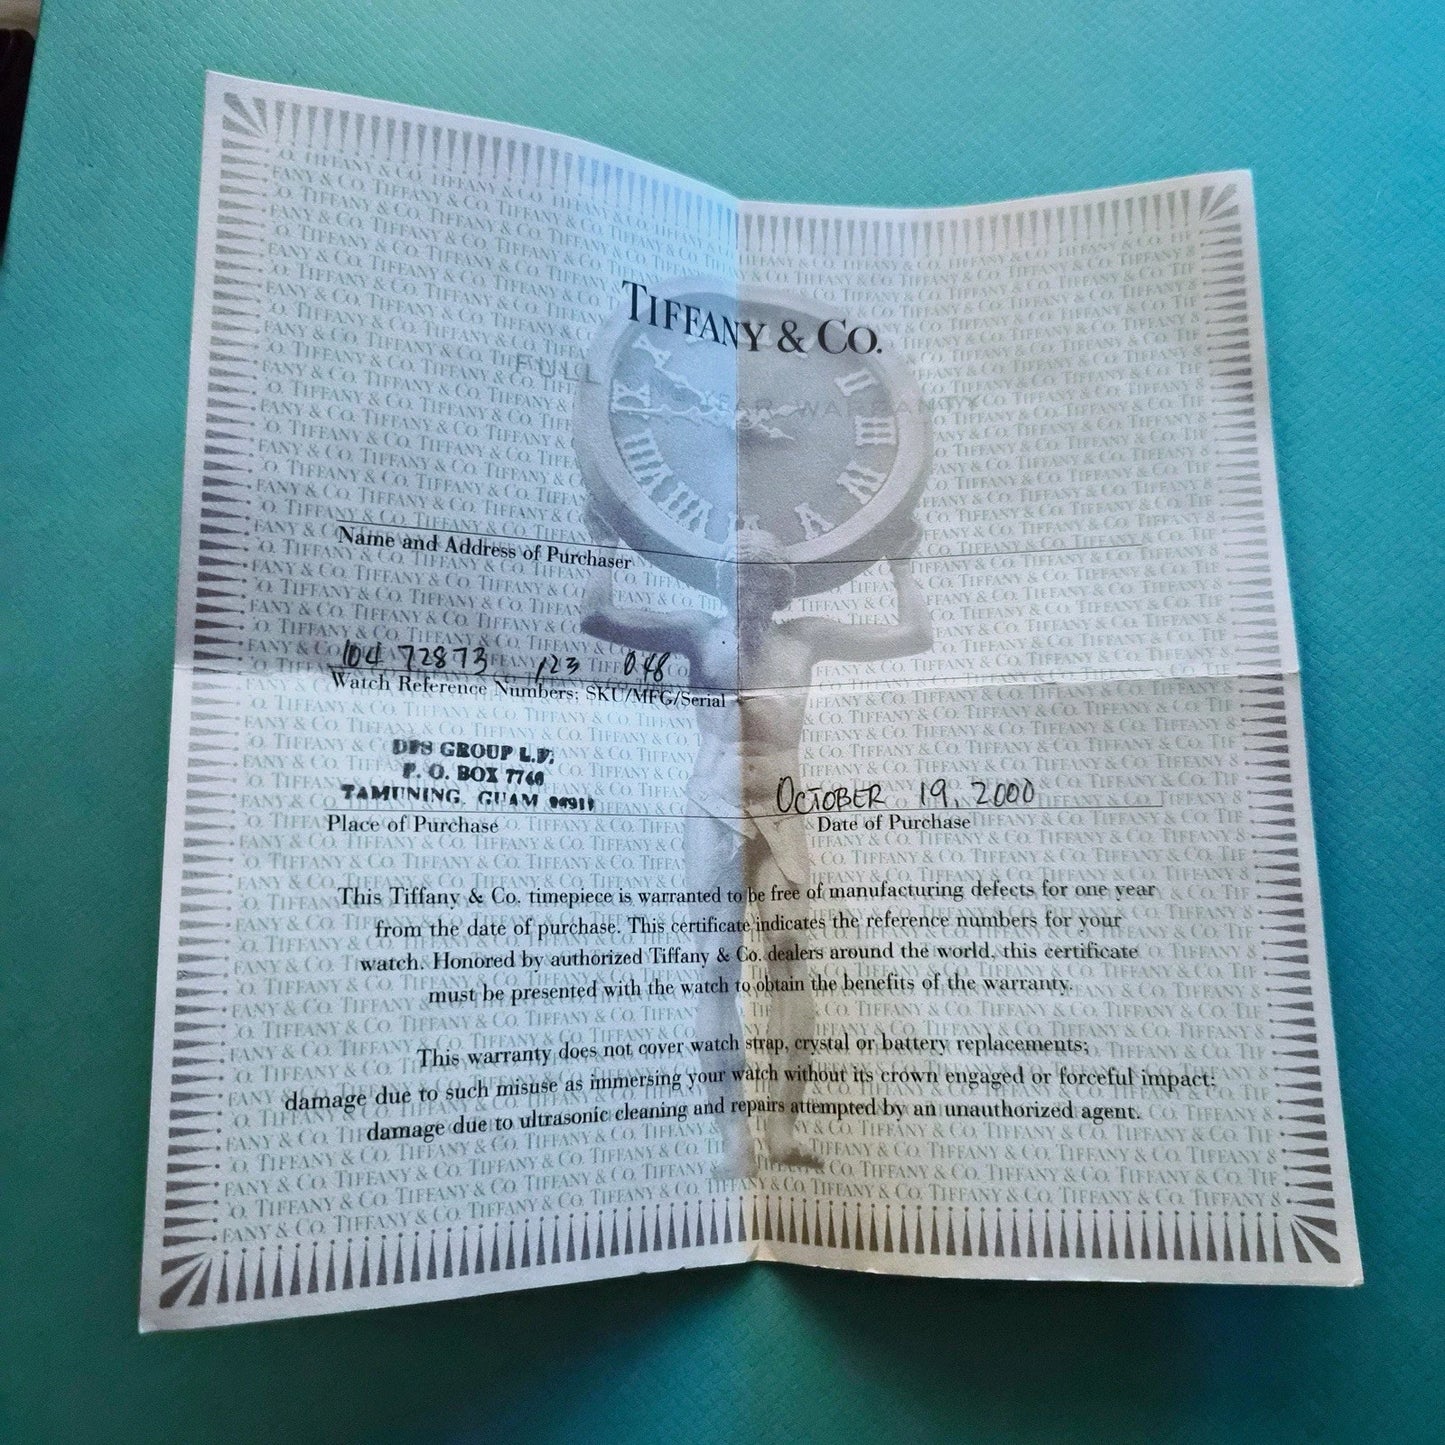 TIFFANY & CO.
FULL
YEAR WARRANTY
Name and Address of Purchaser
104 72873 123 048
Watch Reference Numbers: SKU/MFG/Serial
DFS GROUP L.P.
P. O. BOX 7746
TAMUNING, GUAM 96911
OCTOBER 19, 2000
Place of Purchase
Date of Purchase
This Tiffany & Co. timepiece is warranted to be free of manufacturing defects for one year
from the date of purchase. This certificate indicates the reference numbers for your
watch. Honored by authorized Tiffany & Co. dealers around the world, this certificate
must be presented with the watch to obtain the benefits of the warranty.
This warranty does not cover watch strap, crystal or battery replacements;
damage due to such misuse as immersing your watch without its crown engaged or forceful impact;
damage due to ultrasonic cleaning and repairs attempted by an unauthorized agent.